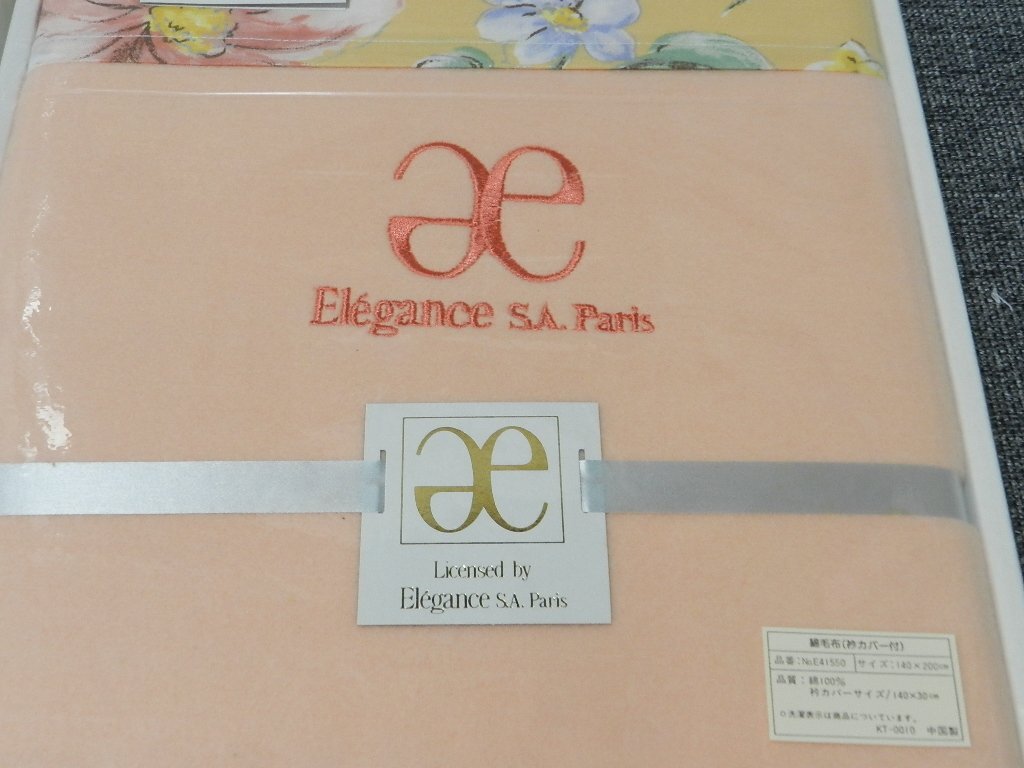 æ
Elégance S.A. Paris
æ
Licensed by
Elégance S.A. Paris
綿毛布(衿カバー付)
品番:No.E41550 サイズ:140×200cm
品質:綿100%
衿カバーサイズ/140×30cm
○洗濯表示は商品についています。
KT-0010 中国製